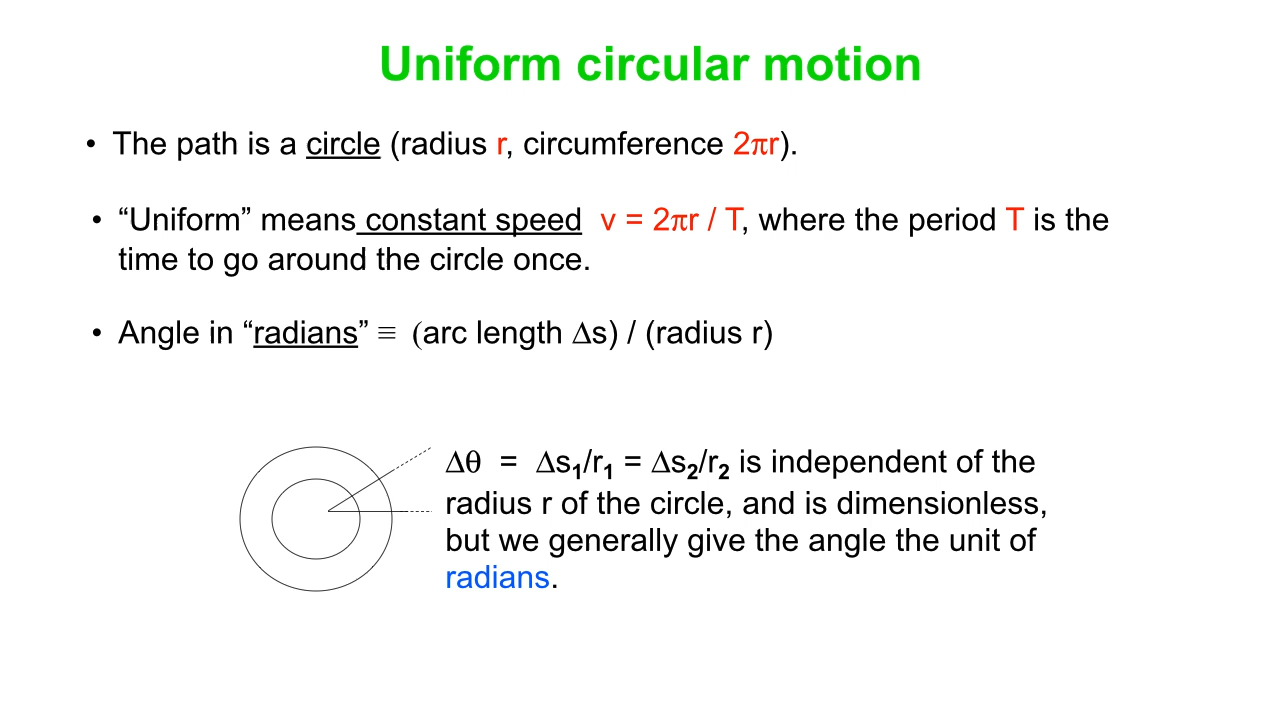 Uniform circular motion
• The path is a circle (radius r, circumference 2πr).
• “Uniform” means constant speed v = 2πr / T, where the period T is the
time to go around the circle once.
• Angle in “radians” ≡ (arc length Δs) / (radius r)
Δθ = Δs₁/r₁ = Δs₂/r₂ is independent of the
radius r of the circle, and is dimensionless,
but we generally give the angle the unit of
radians.